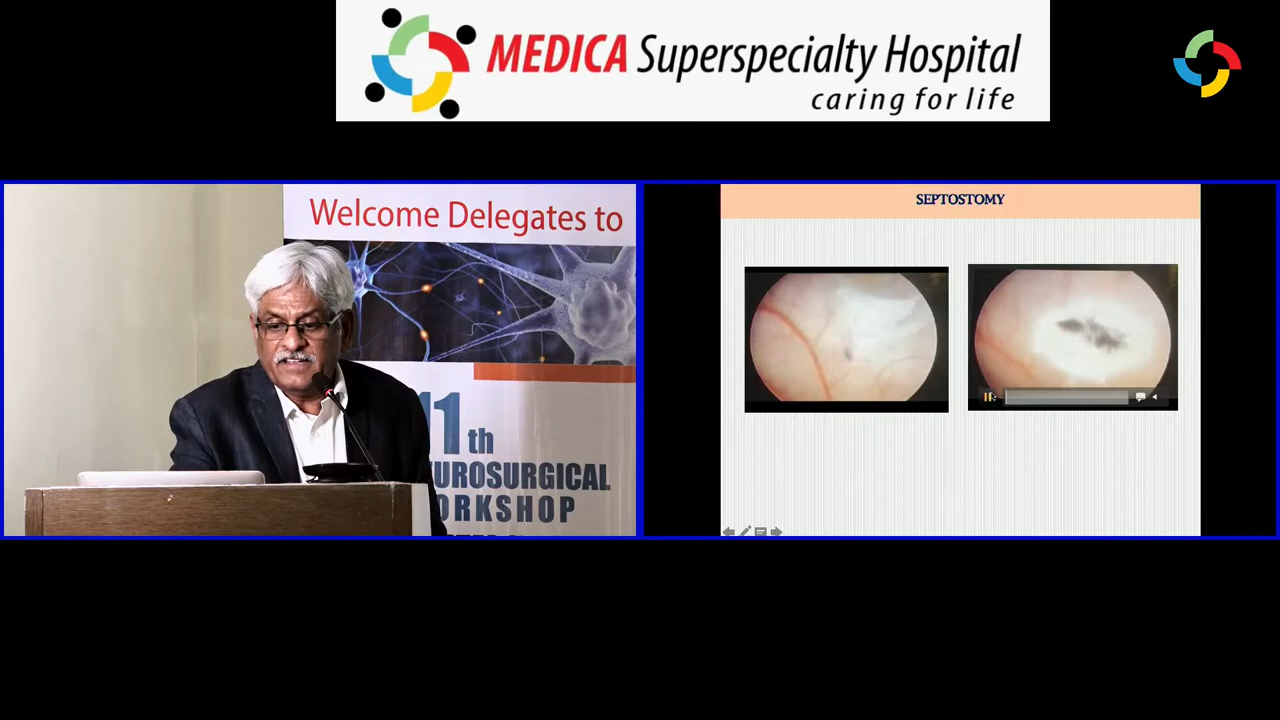 MEDICA Superspecialty Hospital
caring for life
Welcome Delegates to
11th
UROSURGICAL
ORKSHOP
SEPTOSTOMY